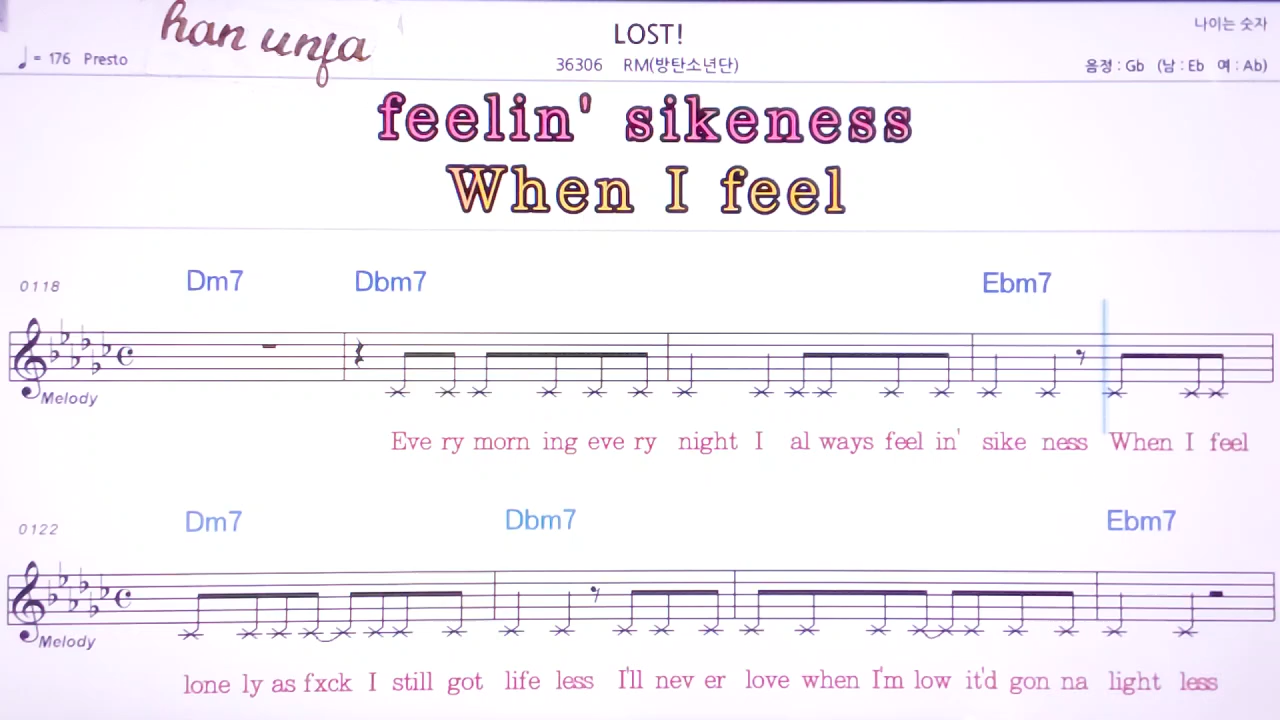 han unja
LOST!
나이는 숫자
♩= 176 Presto
36306 RM(방탄소년단)
음정 : Gb (남 : Eb 여 : Ab)
feelin' sikeness
When I feel
0118 Dm7 Dbm7 Ebm7
Melody
Eve ry morn ing eve ry night I al ways feel in' sike ness When I feel
0122 Dm7 Dbm7 Ebm7
Melody
lone ly as fxck I still got life less I'll nev er love when I'm low it'd gon na light less